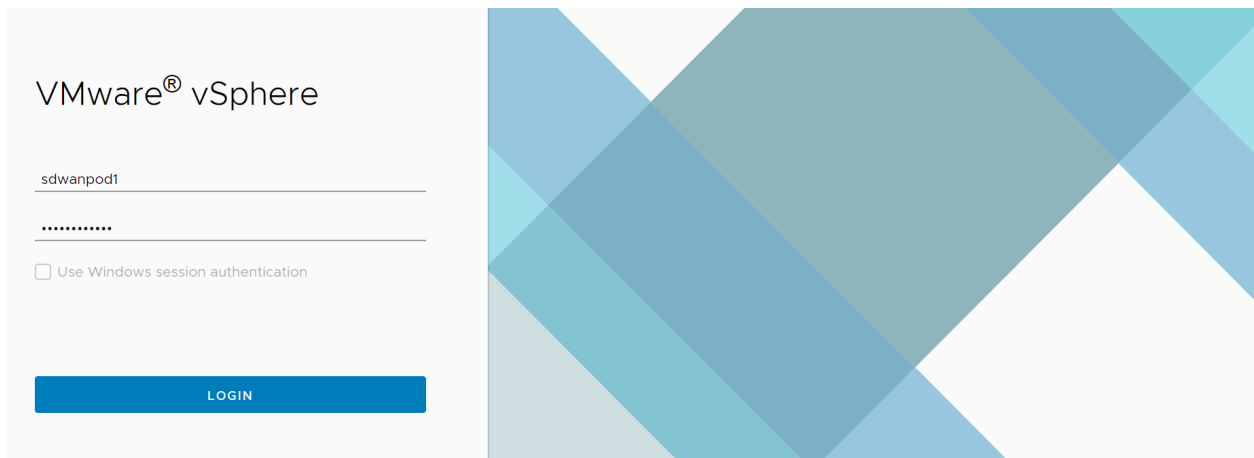 VMware® vSphere
sdwanpod1
••••••••••••
Use Windows session authentication
LOGIN